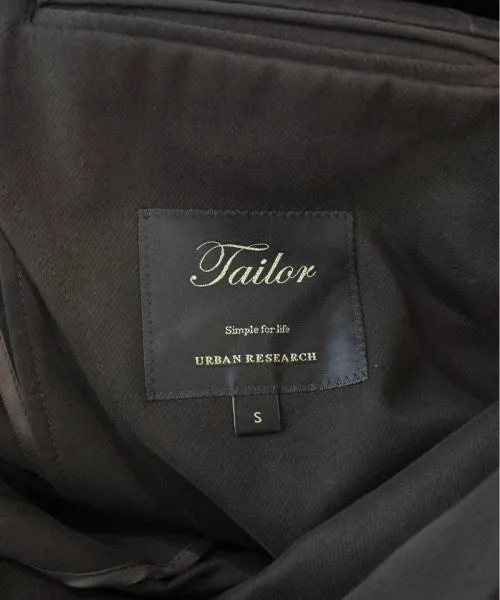 Tailor
Simple for life
URBAN RESEARCH
S